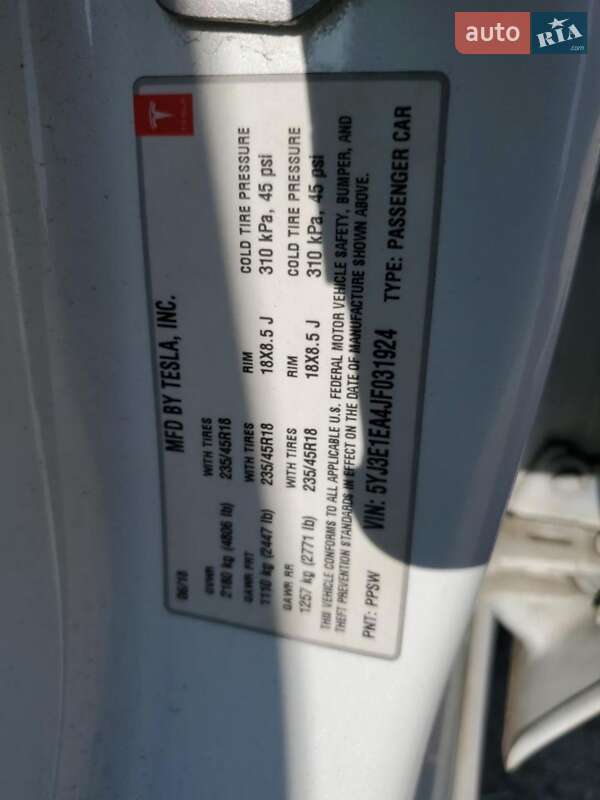 auto RIA.com
TESLA
MFD BY TESLA, INC.
06/18
GVWR
2180 kg (4806 lb)
WITH TIRES
235/45R18
GAWR FRT
1110 kg (2447 lb)
WITH TIRES
235/45R18
RIM
18X8.5 J
COLD TIRE PRESSURE
310 kPa, 45 psi
GAWR RR
1257 kg (2771 lb)
WITH TIRES
235/45R18
RIM
18X8.5 J
COLD TIRE PRESSURE
310 kPa, 45 psi
THIS VEHICLE CONFORMS TO ALL APPLICABLE U.S. FEDERAL MOTOR VEHICLE SAFETY, BUMPER, AND
THEFT PREVENTION STANDARDS IN EFFECT ON THE DATE OF MANUFACTURE SHOWN ABOVE.
PNT: PPSW VIN: 5YJ3E1EA4JF031924 TYPE: PASSENGER CAR